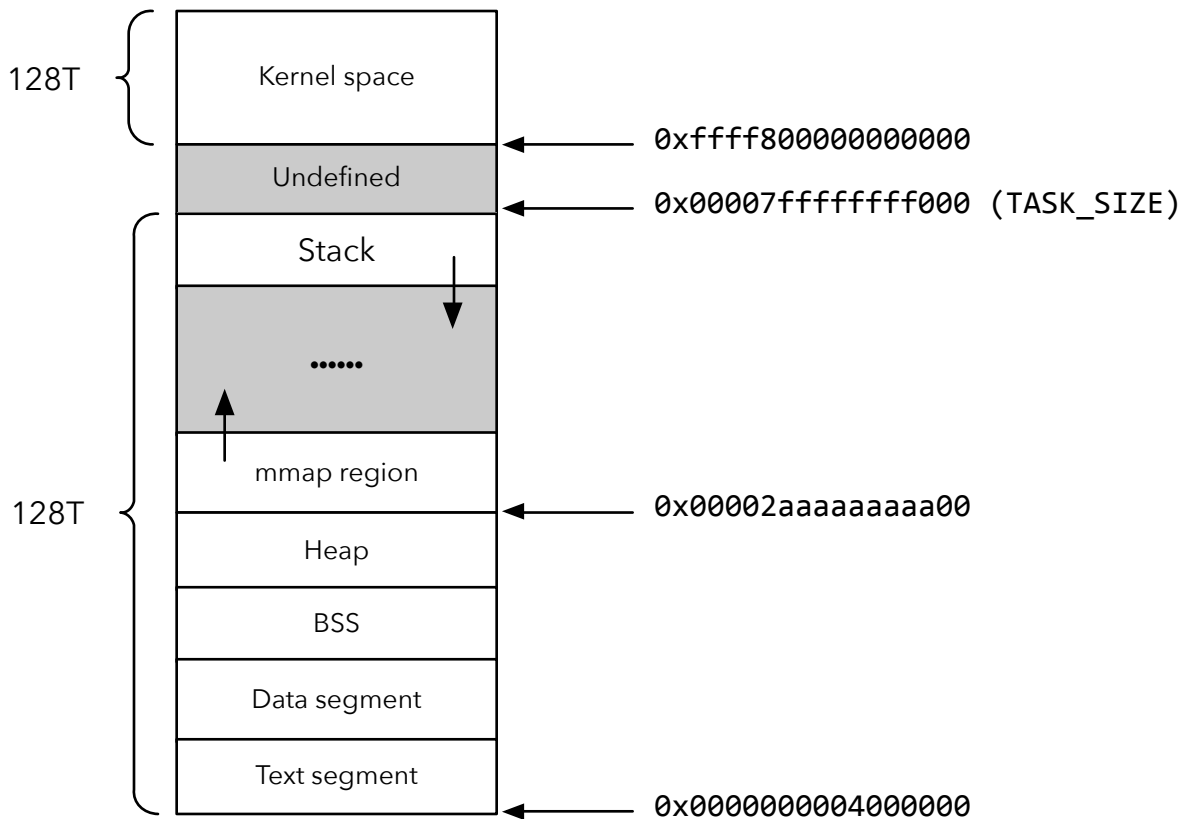 128T
Kernel space
0xffff800000000000
Undefined
0x00007ffffffff000 (TASK_SIZE)
Stack
......
mmap region
128T
0x00002aaaaaaaaa00
Heap
BSS
Data segment
Text segment
0x0000000004000000